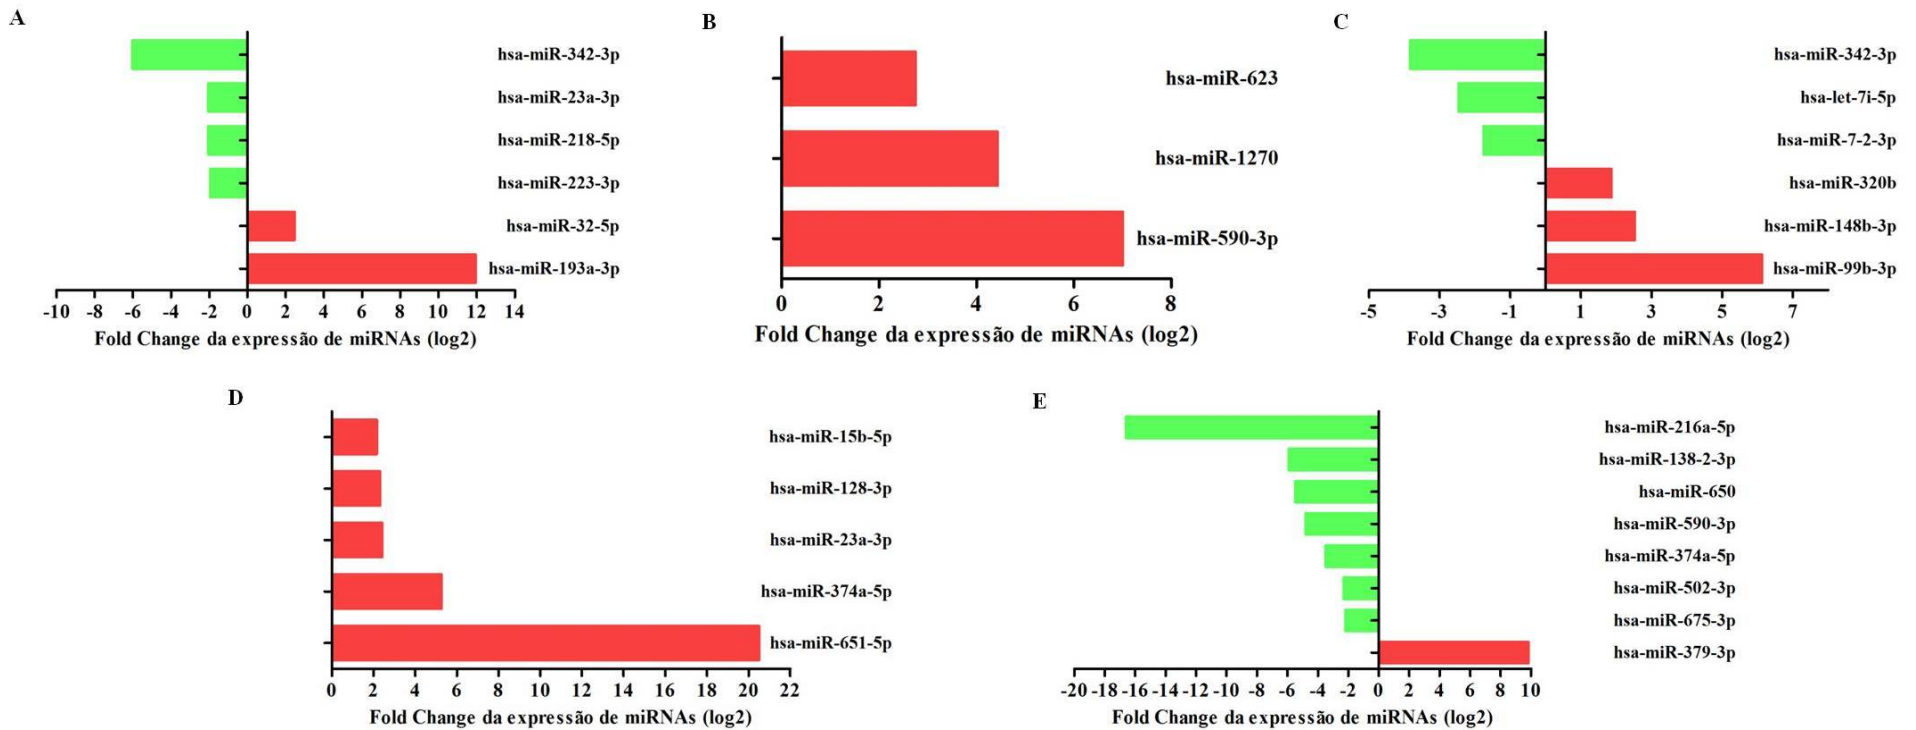 A
hsa-miR-342-3p
hsa-miR-23a-3p
hsa-miR-218-5p
hsa-miR-223-3p
hsa-miR-32-5p
hsa-miR-193a-3p
-10 -8 -6 -4 -2 0 2 4 6 8 10 12 14
Fold Change da expressão de miRNAs (log2)
B
hsa-miR-623
hsa-miR-1270
hsa-miR-590-3p
0 2 4 6 8
Fold Change da expressão de miRNAs (log2)
C
hsa-miR-342-3p
hsa-let-7i-5p
hsa-miR-7-2-3p
hsa-miR-320b
hsa-miR-148b-3p
hsa-miR-99b-3p
-5 -3 -1 1 3 5 7
Fold Change da expressão de miRNAs (log2)
D
hsa-miR-15b-5p
hsa-miR-128-3p
hsa-miR-23a-3p
hsa-miR-374a-5p
hsa-miR-651-5p
0 2 4 6 8 10 12 14 16 18 20 22
Fold Change da expressão de miRNAs (log2)
E
hsa-miR-216a-5p
hsa-miR-138-2-3p
hsa-miR-650
hsa-miR-590-3p
hsa-miR-374a-5p
hsa-miR-502-3p
hsa-miR-675-3p
hsa-miR-379-3p
-20 -18 -16 -14 -12 -10 -8 -6 -4 -2 0 2 4 6 8 10
Fold Change da expressão de miRNAs (log2)